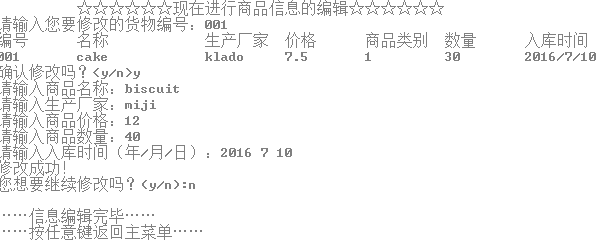 ☆☆☆☆☆☆现在进行商品信息的编辑☆☆☆☆☆☆
请输入您要修改的货物编号：001
编号 名称 生产厂家 价格 商品类别 数量 入库时间
001 cake klado 7.5 1 30 2016/7/10
确认修改吗？(y/n)y
请输入商品名称：biscuit
请输入生产厂家：miji
请输入商品价格：12
请输入商品数量：40
请输入入库时间（年/月/日）：2016 7 10
修改成功！
您想要继续修改吗？(y/n):n
……信息编辑完毕……
……按任意键返回主菜单……